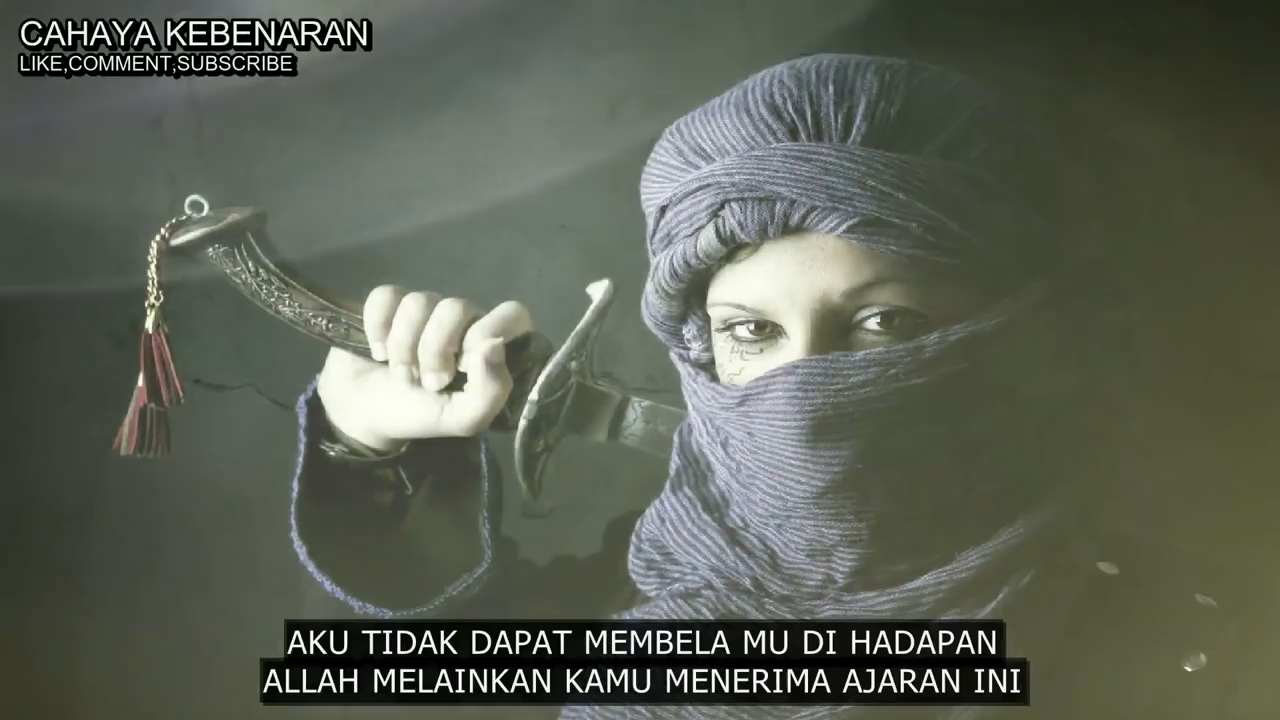 CAHAYA KEBENARAN
LIKE,COMMENT,SUBSCRIBE
AKU TIDAK DAPAT MEMBELA MU DI HADAPAN
ALLAH MELAINKAN KAMU MENERIMA AJARAN INI